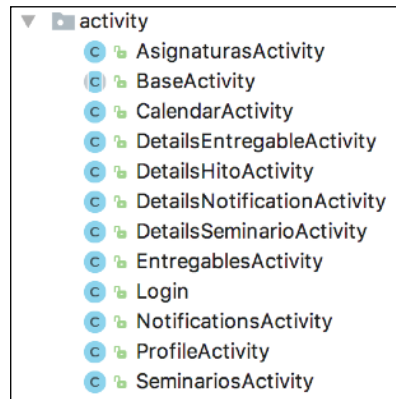 activity
AsignaturasActivity
BaseActivity
CalendarActivity
DetailsEntregableActivity
DetailsHitoActivity
DetailsNotificationActivity
DetailsSeminarioActivity
EntregablesActivity
Login
NotificationsActivity
ProfileActivity
SeminariosActivity